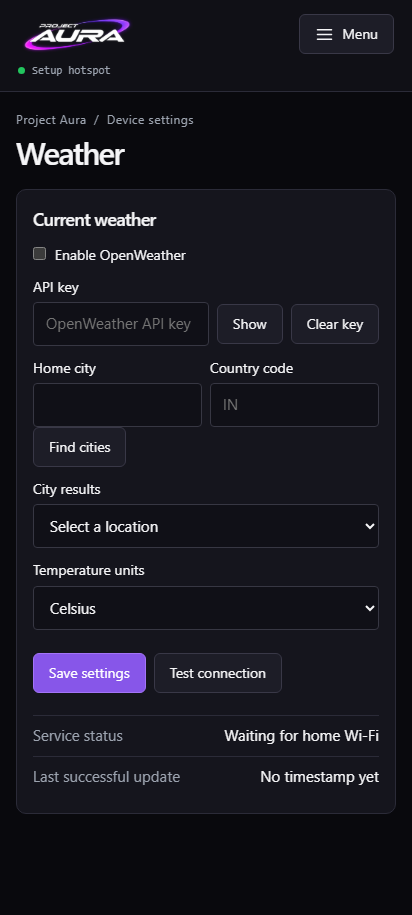 PROJECT
AURA
Menu
Setup hotspot
Project Aura / Device settings
Weather
Current weather
Enable OpenWeather
API key
OpenWeather API key
Show
Clear key
Home city
Country code
IN
Find cities
City results
Select a location
Temperature units
Celsius
Save settings
Test connection
Service status
Waiting for home Wi-Fi
Last successful update
No timestamp yet